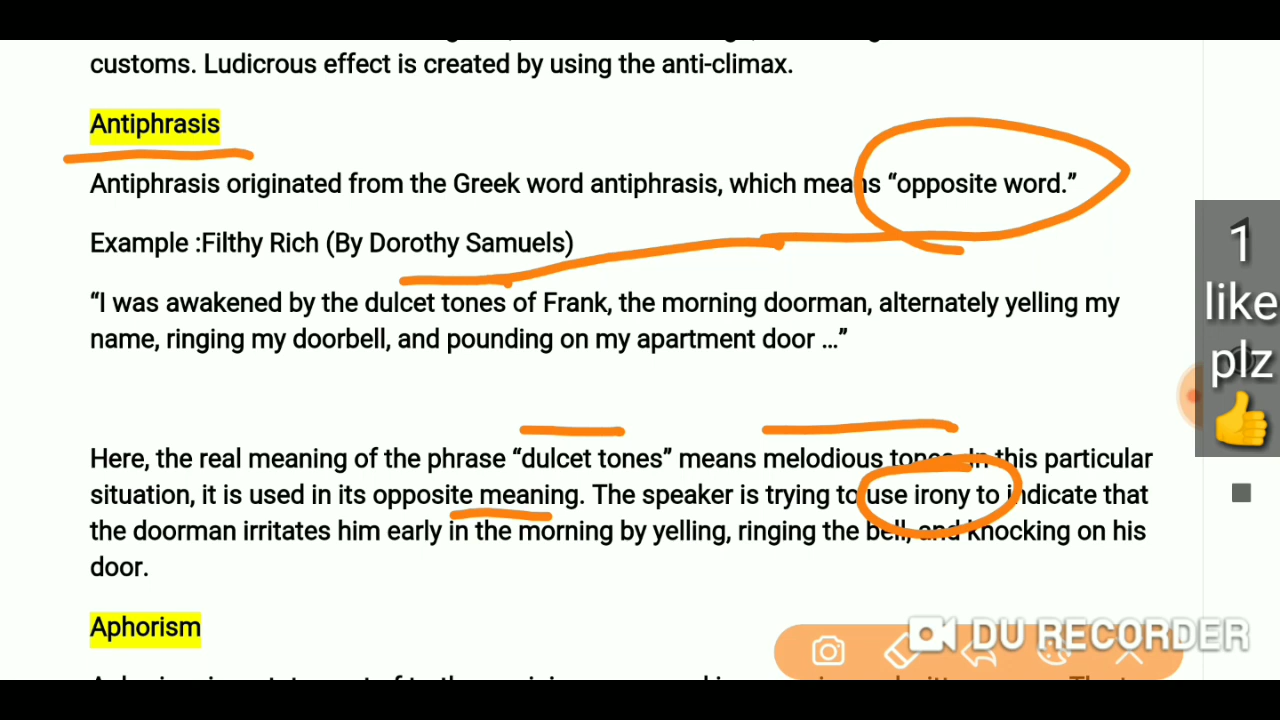 customs. Ludicrous effect is created by using the anti-climax.
Antiphrasis
Antiphrasis originated from the Greek word antiphrasis, which means “opposite word.”
Example :Filthy Rich (By Dorothy Samuels)
“I was awakened by the dulcet tones of Frank, the morning doorman, alternately yelling my
name, ringing my doorbell, and pounding on my apartment door …”
Here, the real meaning of the phrase “dulcet tones” means melodious tones. In this particular
situation, it is used in its opposite meaning. The speaker is trying to use irony to indicate that
the doorman irritates him early in the morning by yelling, ringing the bell, and knocking on his
door.
Aphorism
1
like
plz
DU RECORDER